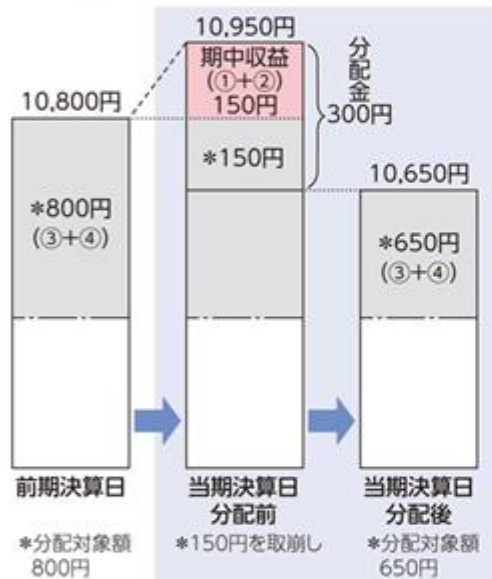 10,950円
期中収益
(①+②)
150円
分配金
300円
10,800円
*150円
10,650円
*800円
(③+④)
*650円
(③+④)
前期決算日
当期決算日
分配前
当期決算日
分配後
*分配対象額
800円
*150円を取崩し
*分配対象額
650円